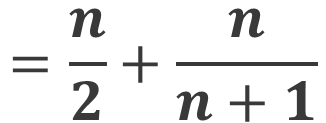 = n/2 + n/(n + 1)